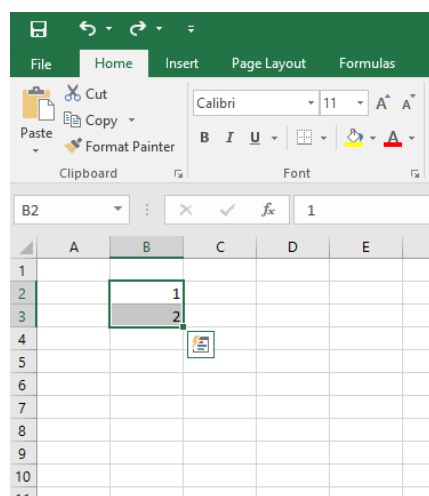 File Home Insert Page Layout Formulas
Cut
Copy
Format Painter
Paste
Calibri 11 A A
B I U A
Clipboard Font
B2 fx 1
A B C D E
1
2 1
3 2
4
5
6
7
8
9
10
11